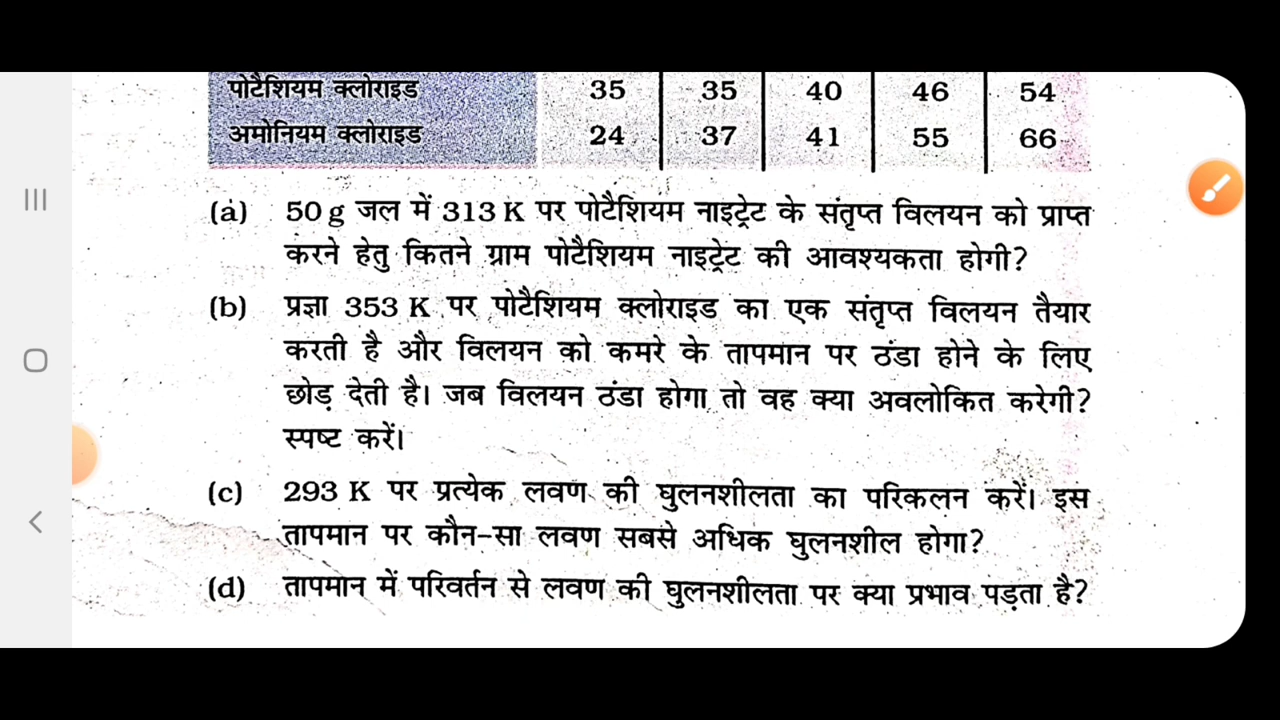 पोटैशियम क्लोराइड 35 35 40 46 54
अमोनियम क्लोराइड 24 37 41 55 66
(a) 50 g जल में 313 K पर पोटैशियम नाइट्रेट के संतृप्त विलयन को प्राप्त
करने हेतु कितने ग्राम पोटैशियम नाइट्रेट की आवश्यकता होगी?
(b) प्रज्ञा 353 K पर पोटैशियम क्लोराइड का एक संतृप्त विलयन तैयार
करती है और विलयन को कमरे के तापमान पर ठंडा होने के लिए
छोड़ देती है। जब विलयन ठंडा होगा तो वह क्या अवलोकित करेगी?
स्पष्ट करें।
(c) 293 K पर प्रत्येक लवण की घुलनशीलता का परिकलन करें। इस
तापमान पर कौन-सा लवण सबसे अधिक घुलनशील होगा?
(d) तापमान में परिवर्तन से लवण की घुलनशीलता पर क्या प्रभाव पड़ता है?